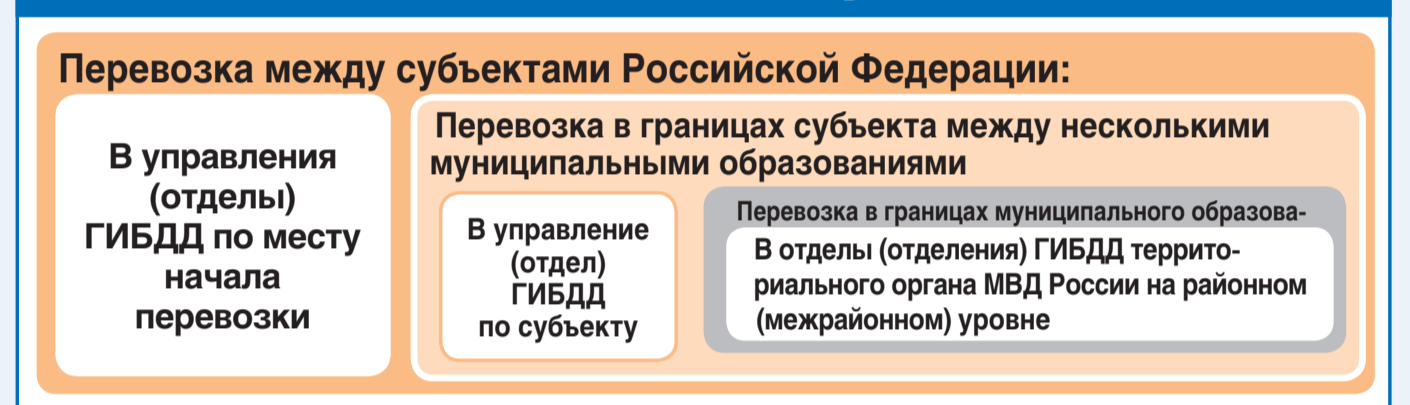 Перевозка между субъектами Российской Федерации:
В управления
(отделы)
ГИБДД по месту
начала
перевозки
Перевозка в границах субъекта между несколькими
муниципальными образованиями
В управление
(отдел)
ГИБДД
по субъекту
Перевозка в границах муниципального образова-
В отделы (отделения) ГИБДД террито-
риального органа МВД России на районном
(межрайонном) уровне